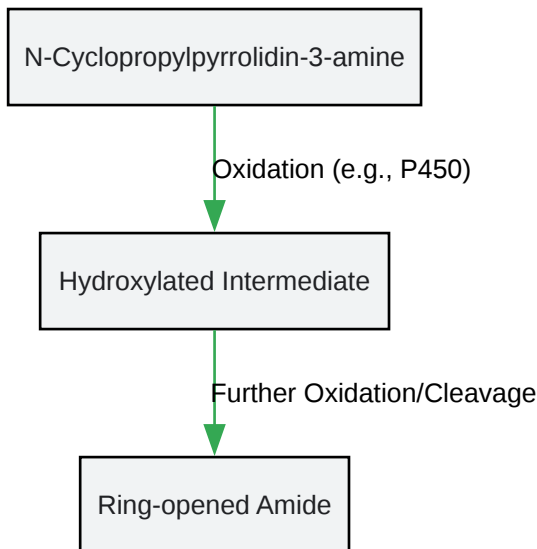 N-Cyclopropylpyrrolidin-3-amine
Oxidation (e.g., P450)
Hydroxylated Intermediate
Further Oxidation/Cleavage
Ring-opened Amide